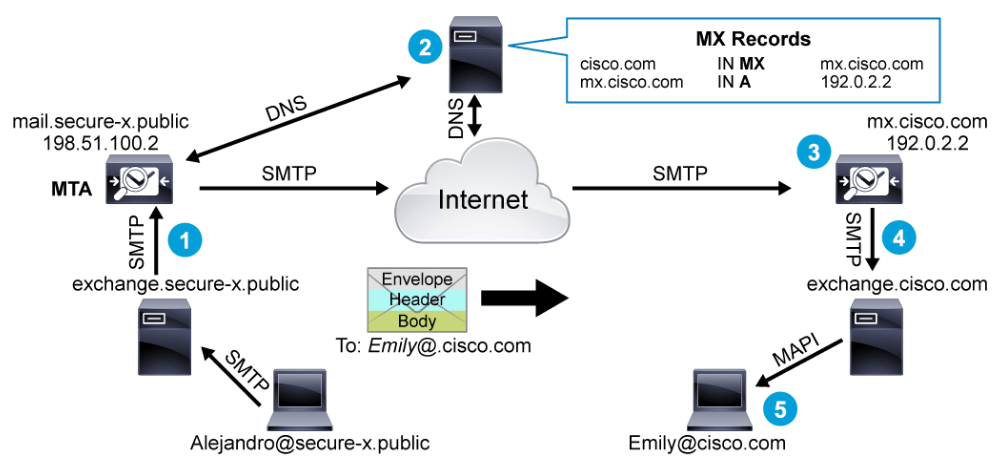 2
MX Records
cisco.com IN MX mx.cisco.com
mx.cisco.com IN A 192.0.2.2
DNS
DNS
mail.secure-x.public
198.51.100.2
MTA
SMTP
Internet
SMTP
3
mx.cisco.com
192.0.2.2
SMTP
1
SMTP
4
exchange.secure-x.public
Envelope
Header
Body
To: Emily@.cisco.com
exchange.cisco.com
SMTP
MAPI
5
Alejandro@secure-x.public
Emily@cisco.com